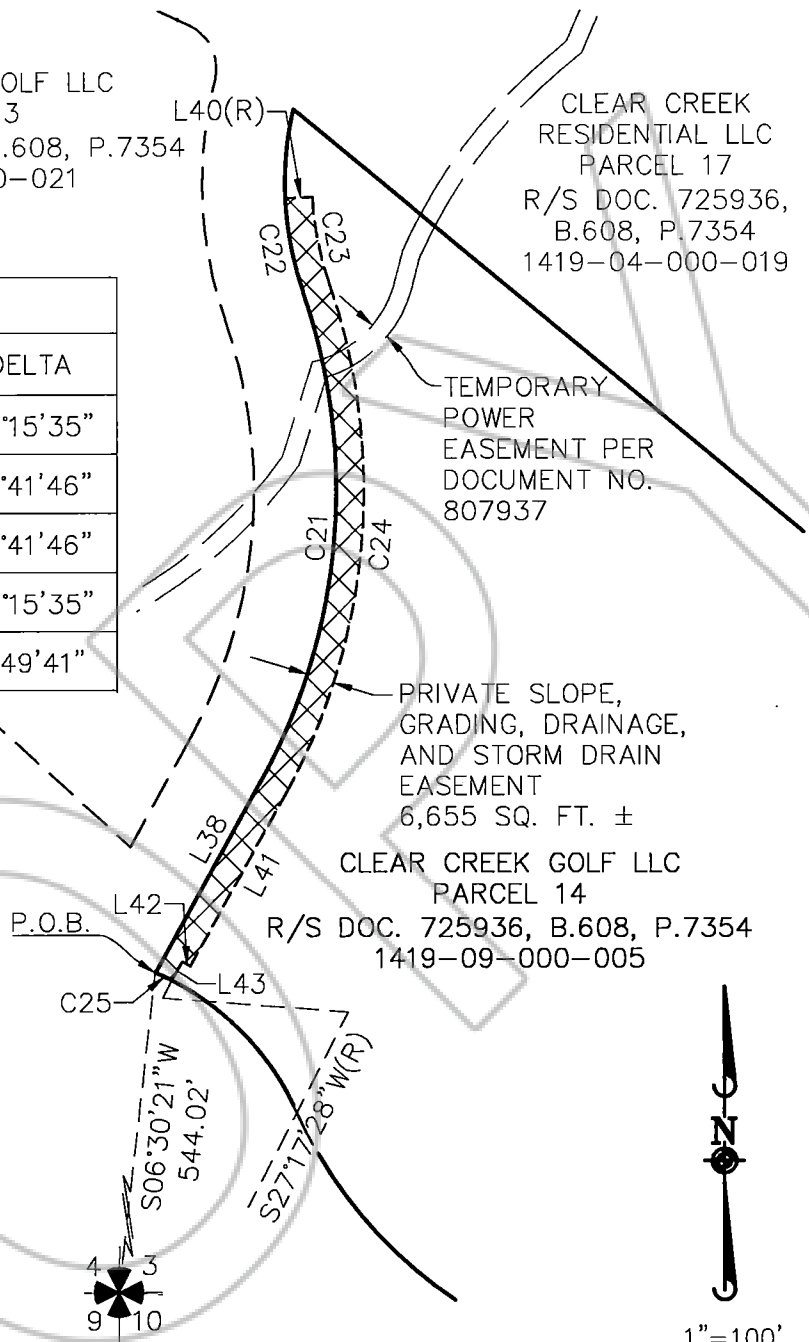 OLF LLC
3
.608, P.7354
0-021
L40(R)
CLEAR CREEK
RESIDENTIAL LLC
PARCEL 17
R/S DOC. 725936,
B.608, P.7354
1419-04-000-019
C22
C23
DELTA
°15'35"
°41'46"
°41'46"
°15'35"
49'41"
TEMPORARY
POWER
EASEMENT PER
DOCUMENT NO.
807937
C21
C24
PRIVATE SLOPE,
GRADING, DRAINAGE,
AND STORM DRAIN
EASEMENT
6,655 SQ. FT. ±
L38
L41
CLEAR CREEK GOLF LLC
PARCEL 14
R/S DOC. 725936, B.608, P.7354
1419-09-000-005
L42
P.O.B.
L43
C25
S06°30'21"W
544.02'
S27°17'28"W(R)
N
4 3
9 10
1"=100'